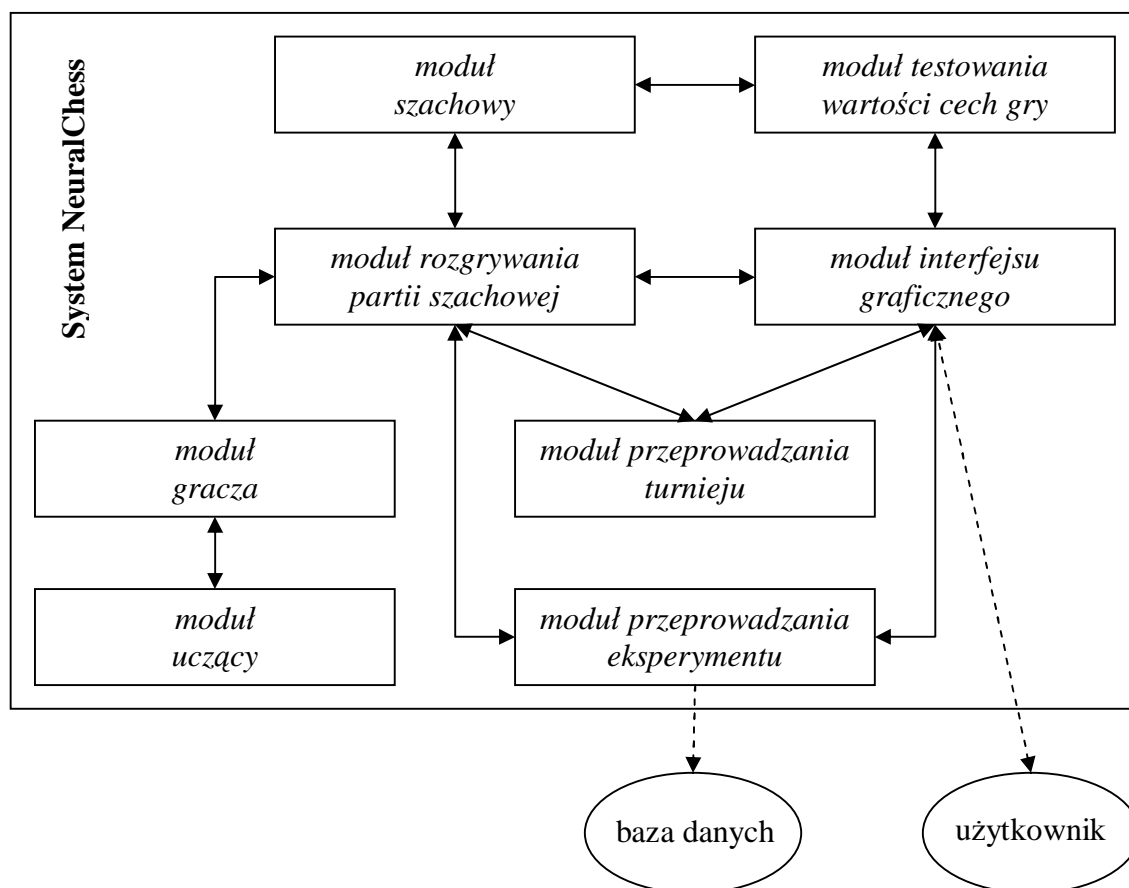 System NeuralChess
moduł
szachowy
moduł testowania
wartości cech gry
moduł rozgrywania
partii szachowej
moduł interfejsu
graficznego
moduł
gracza
moduł przeprowadzania
turnieju
moduł
uczący
moduł przeprowadzania
eksperymentu
baza danych
użytkownik